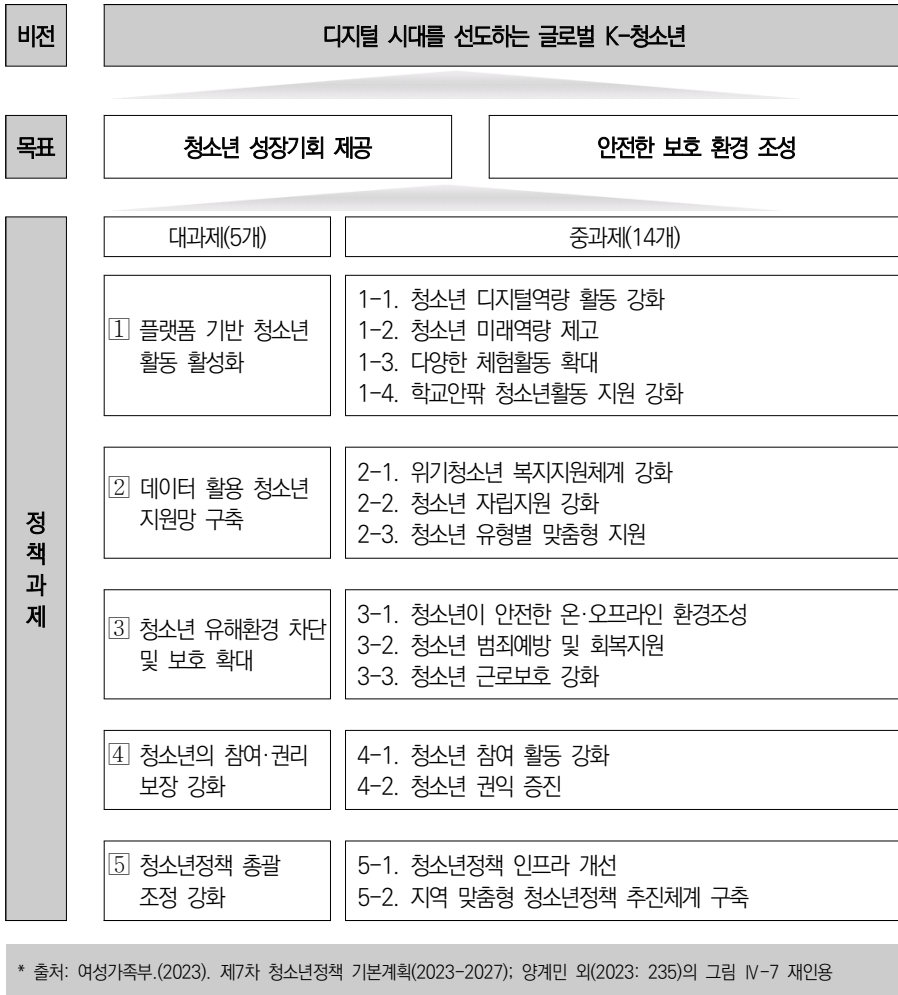 비전
디지털 시대를 선도하는 글로벌 K-청소년
목표
청소년 성장기회 제공
안전한 보호 환경 조성
정
책
과
제
대과제(5개)
중과제(14개)
1 플랫폼 기반 청소년
활동 활성화
1-1. 청소년 디지털역량 활동 강화
1-2. 청소년 미래역량 제고
1-3. 다양한 체험활동 확대
1-4. 학교안팎 청소년활동 지원 강화
2 데이터 활용 청소년
지원망 구축
2-1. 위기청소년 복지지원체계 강화
2-2. 청소년 자립지원 강화
2-3. 청소년 유형별 맞춤형 지원
3 청소년 유해환경 차단
및 보호 확대
3-1. 청소년이 안전한 온·오프라인 환경조성
3-2. 청소년 범죄예방 및 회복지원
3-3. 청소년 근로보호 강화
4 청소년의 참여·권리
보장 강화
4-1. 청소년 참여 활동 강화
4-2. 청소년 권익 증진
5 청소년정책 총괄
조정 강화
5-1. 청소년정책 인프라 개선
5-2. 지역 맞춤형 청소년정책 추진체계 구축
* 출처: 여성가족부.(2023). 제7차 청소년정책 기본계획(2023-2027); 양계민 외(2023: 235)의 그림 Ⅳ-7 재인용